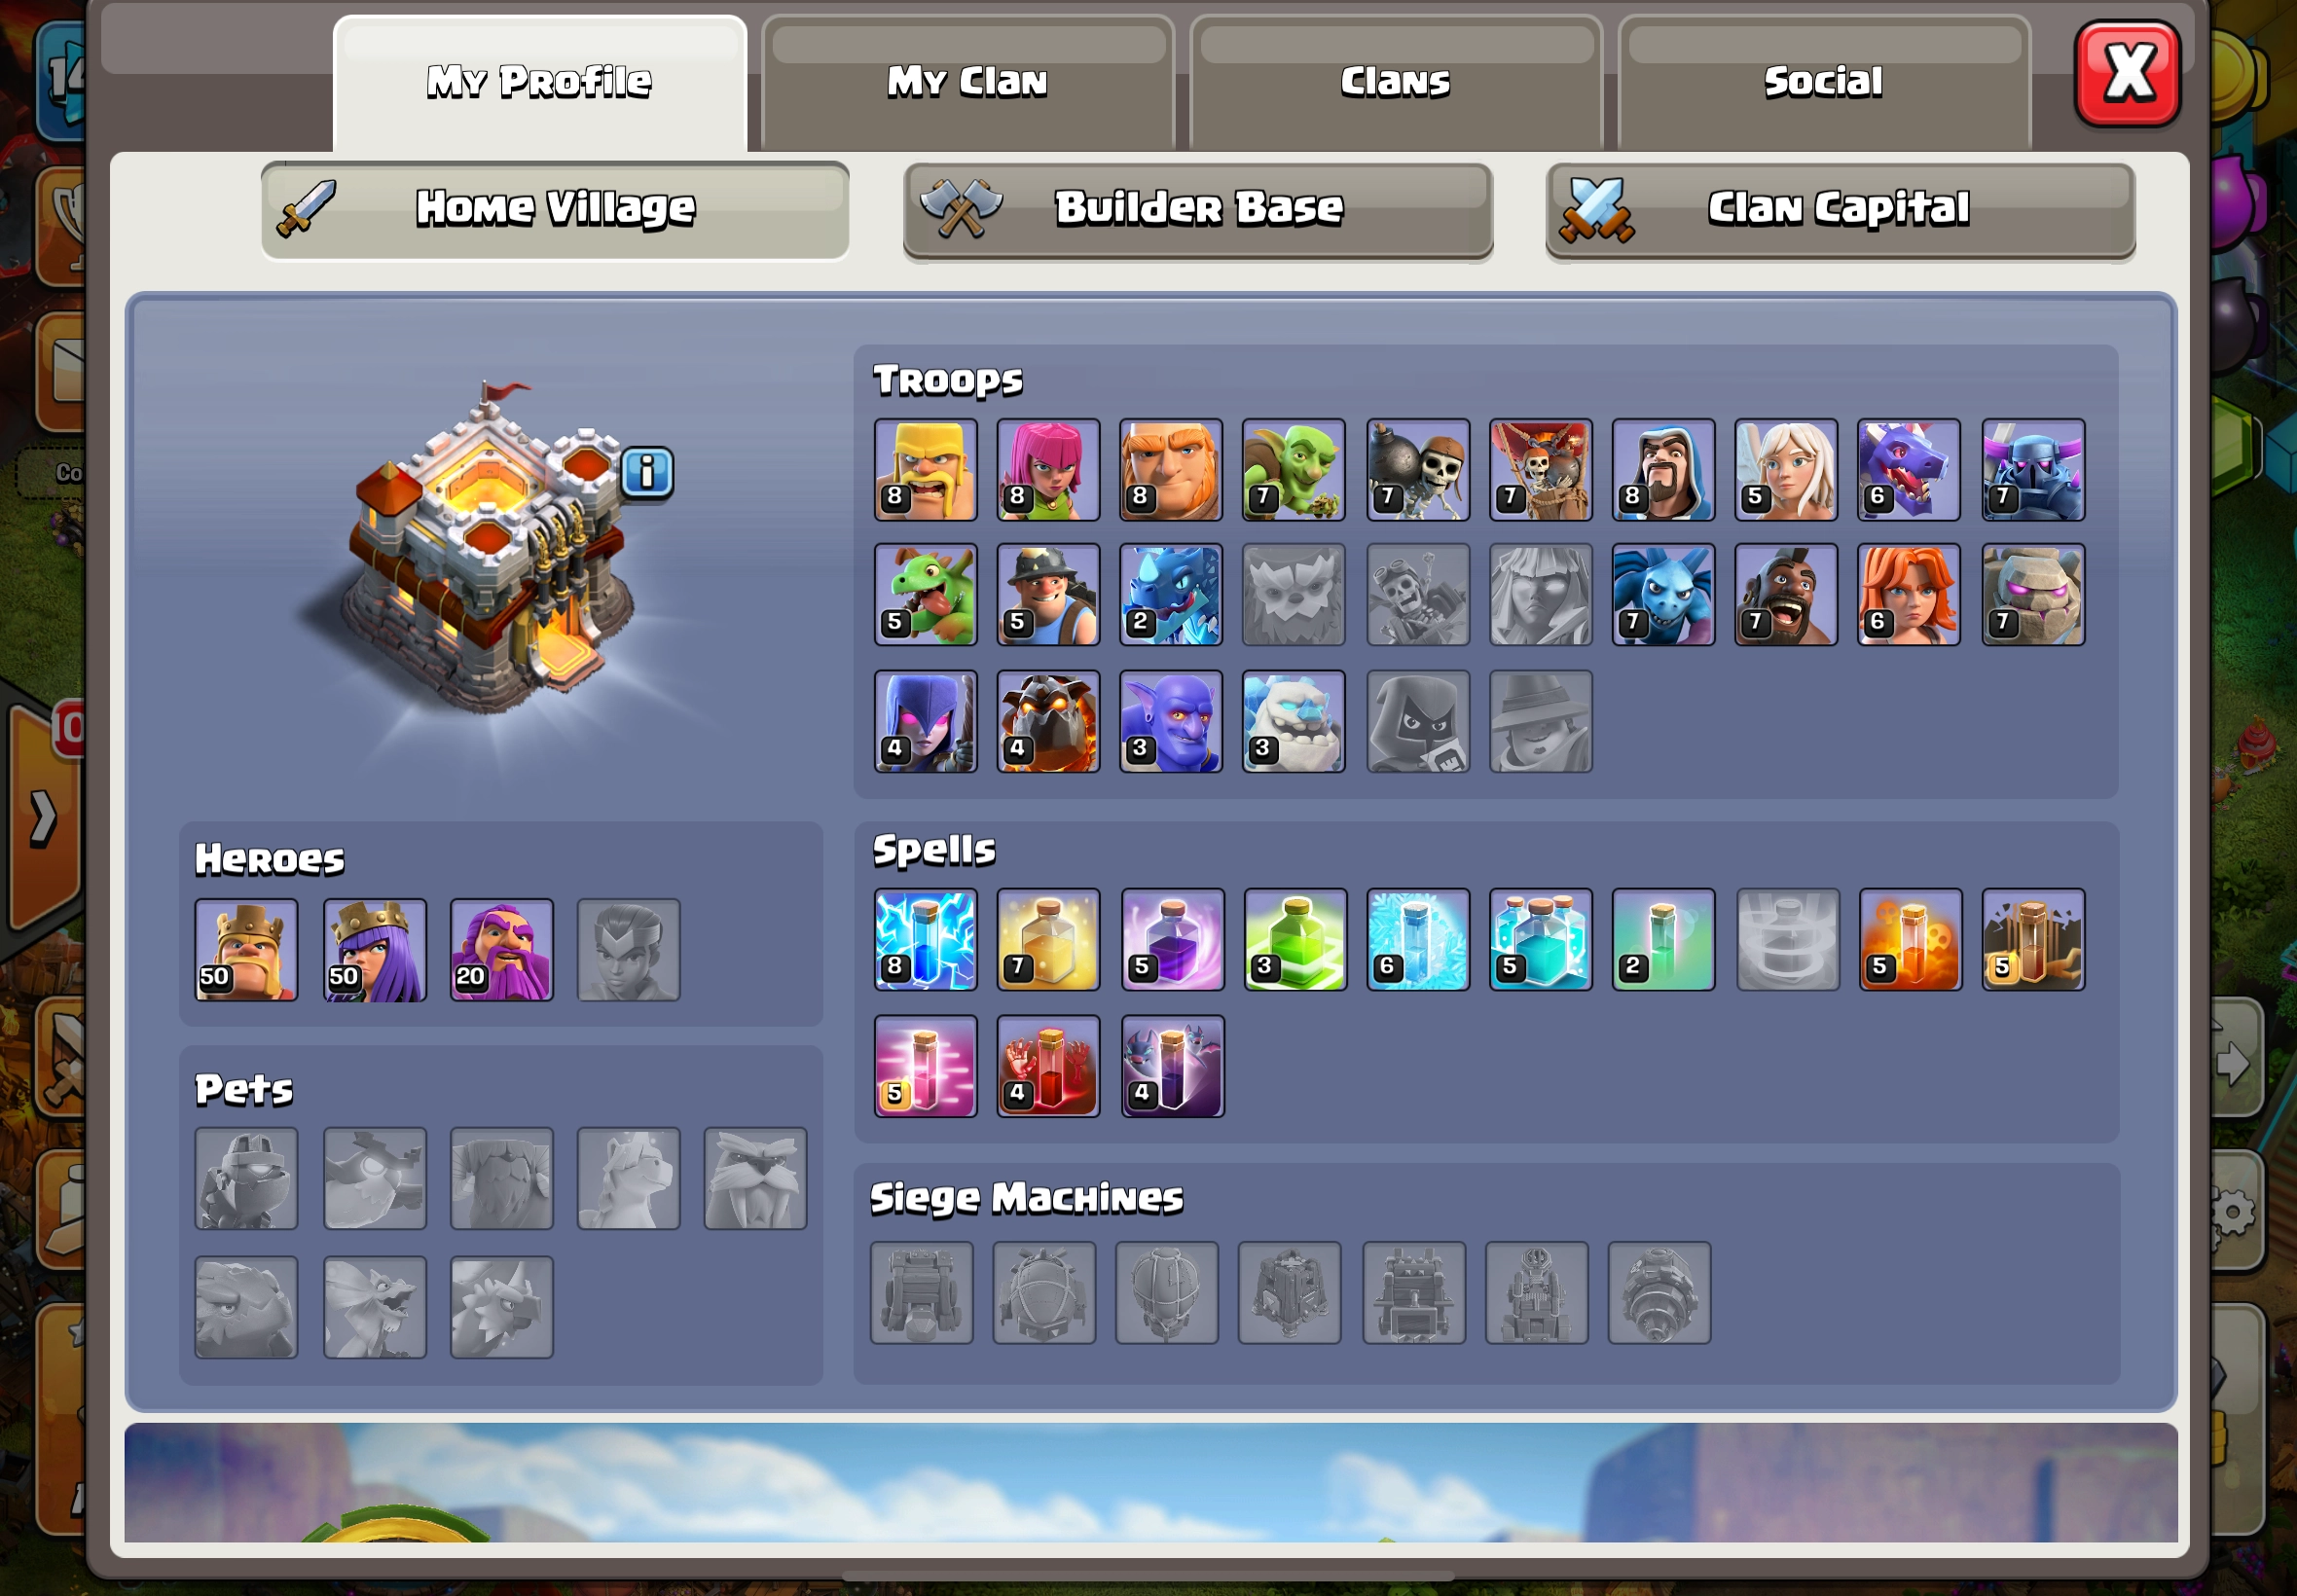 My Profile
My Clan
Clans
Social
X
Home Village
Builder Base
Clan Capital
i
Troops
8 8 8 7 7 7 8 5 6 7
5 5 2 7 7 6 7
4 4 3 3
Heroes
50 50 20
Spells
8 7 5 3 6 5 2 5 5
5 4 4
Pets
Siege Machines